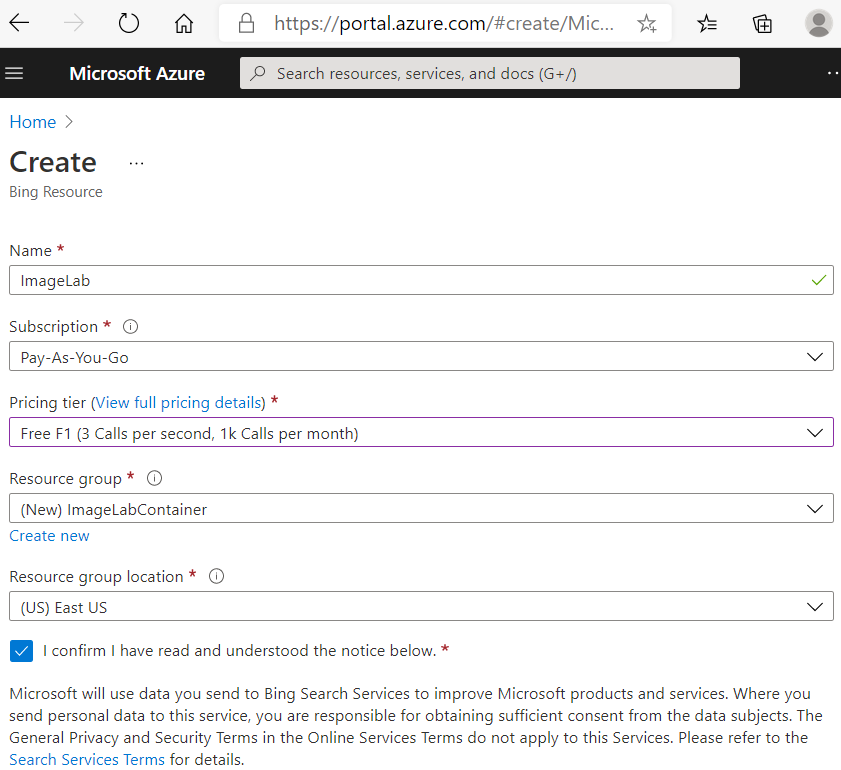 https://portal.azure.com/#create/Mic...
Microsoft Azure
Search resources, services, and docs (G+/)
Home
Create ...
Bing Resource
Name *
ImageLab
Subscription *
Pay-As-You-Go
Pricing tier (View full pricing details) *
Free F1 (3 Calls per second, 1k Calls per month)
Resource group *
(New) ImageLabContainer
Create new
Resource group location *
(US) East US
I confirm I have read and understood the notice below. *
Microsoft will use data you send to Bing Search Services to improve Microsoft products and services. Where you
send personal data to this service, you are responsible for obtaining sufficient consent from the data subjects. The
General Privacy and Security Terms in the Online Services Terms do not apply to this Services. Please refer to the
Search Services Terms for details.